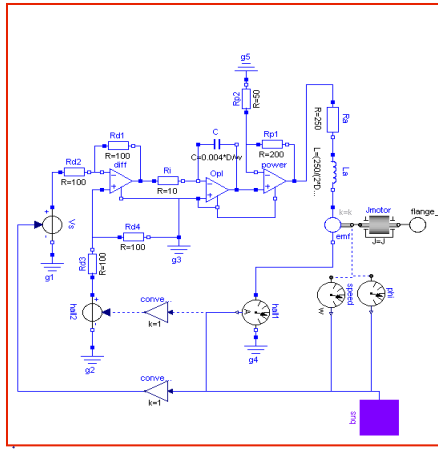 g5
Rd1
R=100
diff
Rd2
R=100
Ri
R=10
C
C=0.004*D/w
OpI
Rp2
R=50
Rp1
R=200
power
Ra
R=250
La
L=(250/(2*D...
Vs
g1
Rd4
R=100
g3
Rd3
R=100
k=k
emf
Jmotor
J=J
flange_
hall2
g2
conve...
k=1
A
hall1
g4
speed
w
phi
conve...
k=1
bus